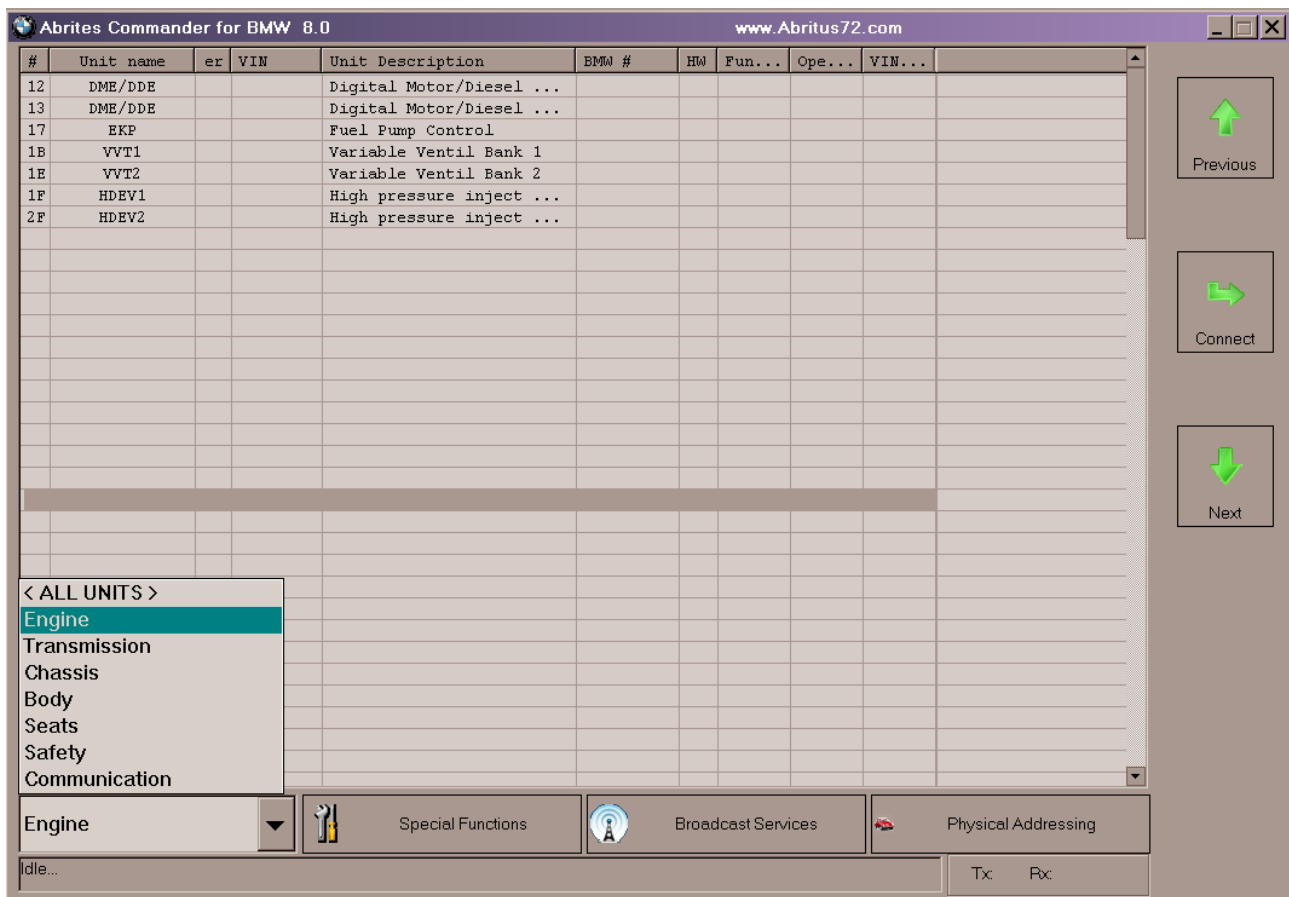 Abrites Commander for BMW 8.0 www.Abritus72.com
# Unit name er VIN Unit Description BMW # HW Fun... Ope... VIN...
12 DME/DDE Digital Motor/Diesel ...
13 DME/DDE Digital Motor/Diesel ...
17 EKP Fuel Pump Control
1B VVT1 Variable Ventil Bank 1
1E VVT2 Variable Ventil Bank 2
1F HDEV1 High pressure inject ...
2F HDEV2 High pressure inject ...
Previous
Connect
Next
< ALL UNITS >
Engine
Transmission
Chassis
Body
Seats
Safety
Communication
Engine Special Functions Broadcast Services Physical Addressing
Idle... Tx: Rx: